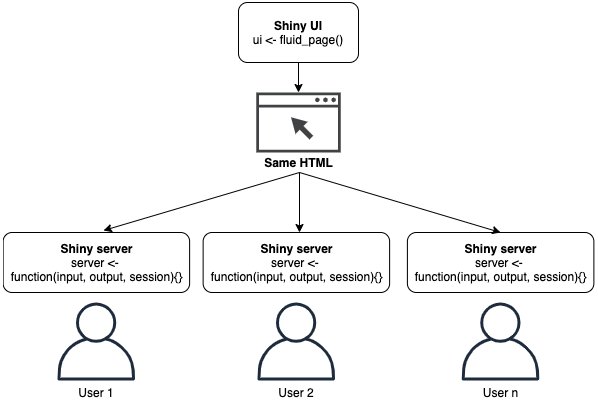 Shiny UI
ui <- fluid_page()
Same HTML
Shiny server
server <-
function(input, output, session){}
Shiny server
server <-
function(input, output, session){}
Shiny server
server <-
function(input, output, session){}
User 1
User 2
User n